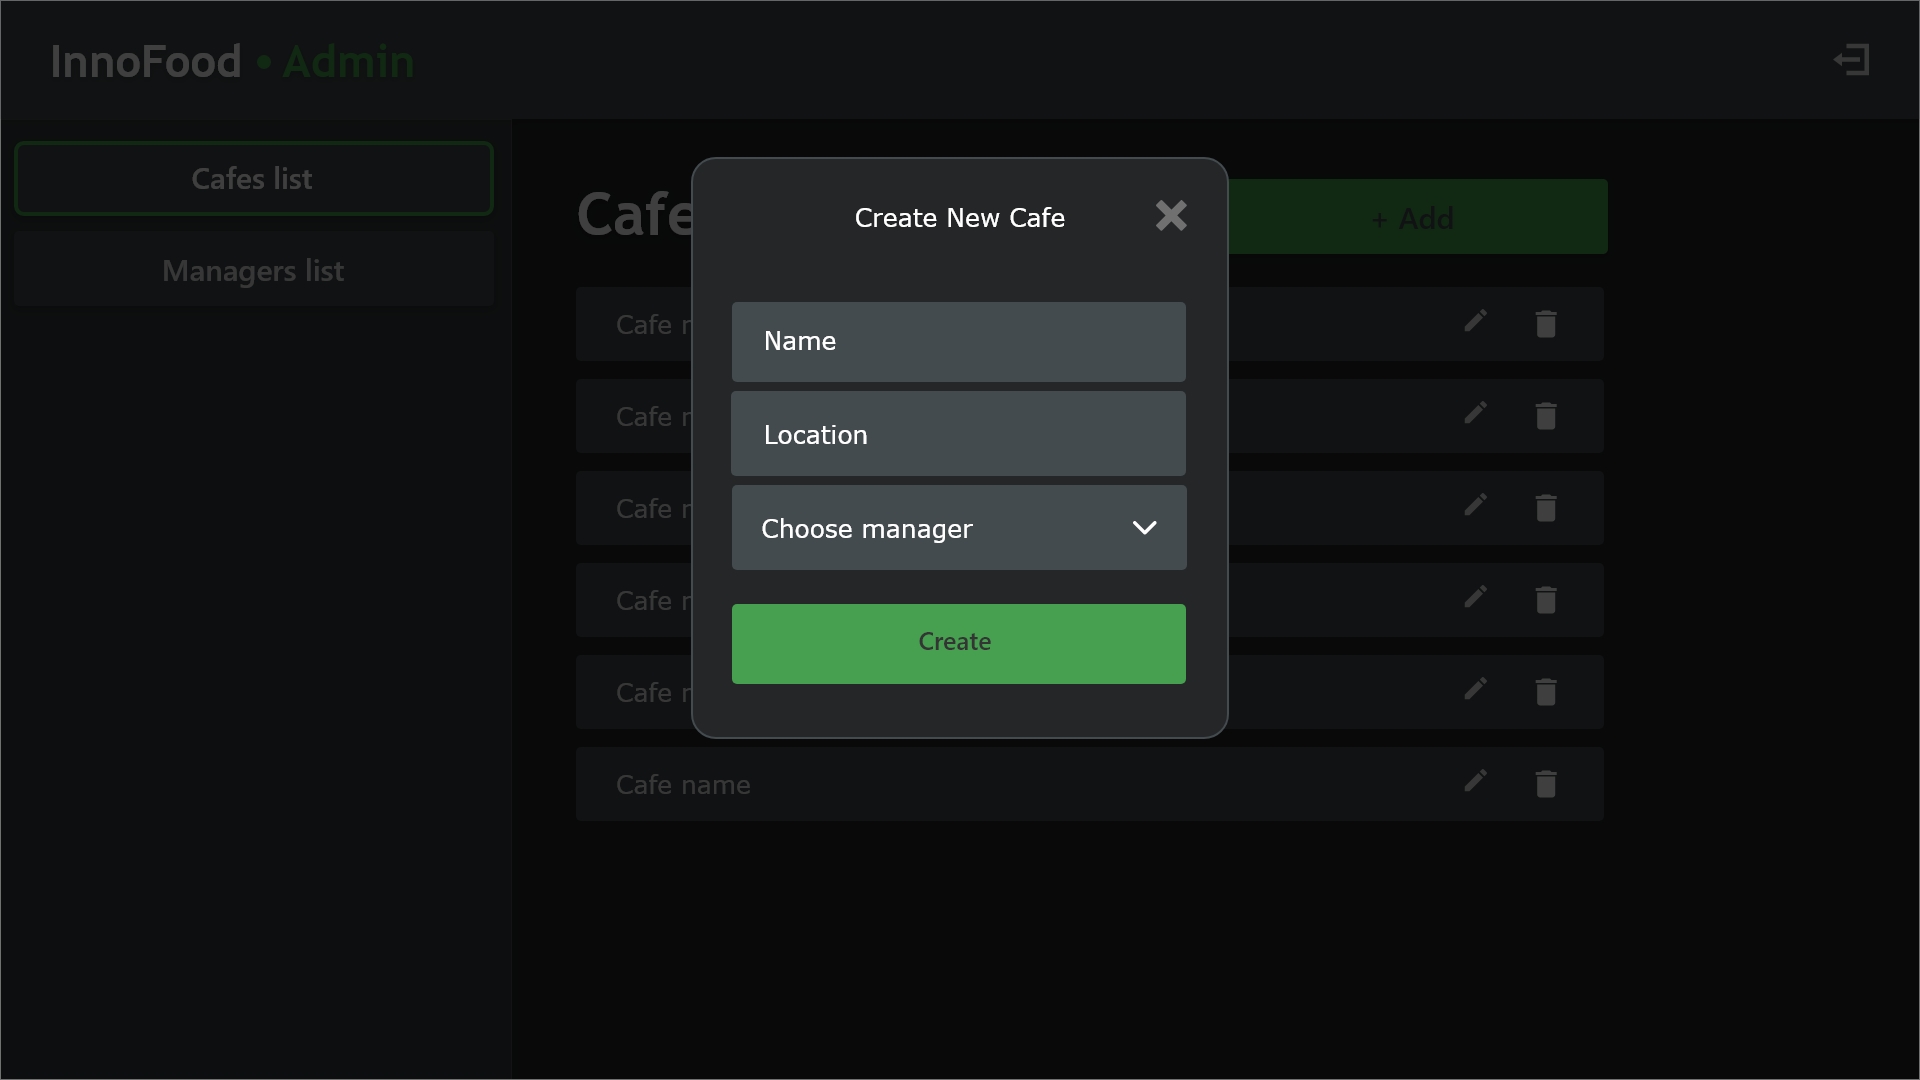 InnoFood • Admin
Cafes list
Managers list
Cafe
+ Add
Create New Cafe
Name
Location
Choose manager
Create
Cafe
Cafe
Cafe
Cafe
Cafe
Cafe name